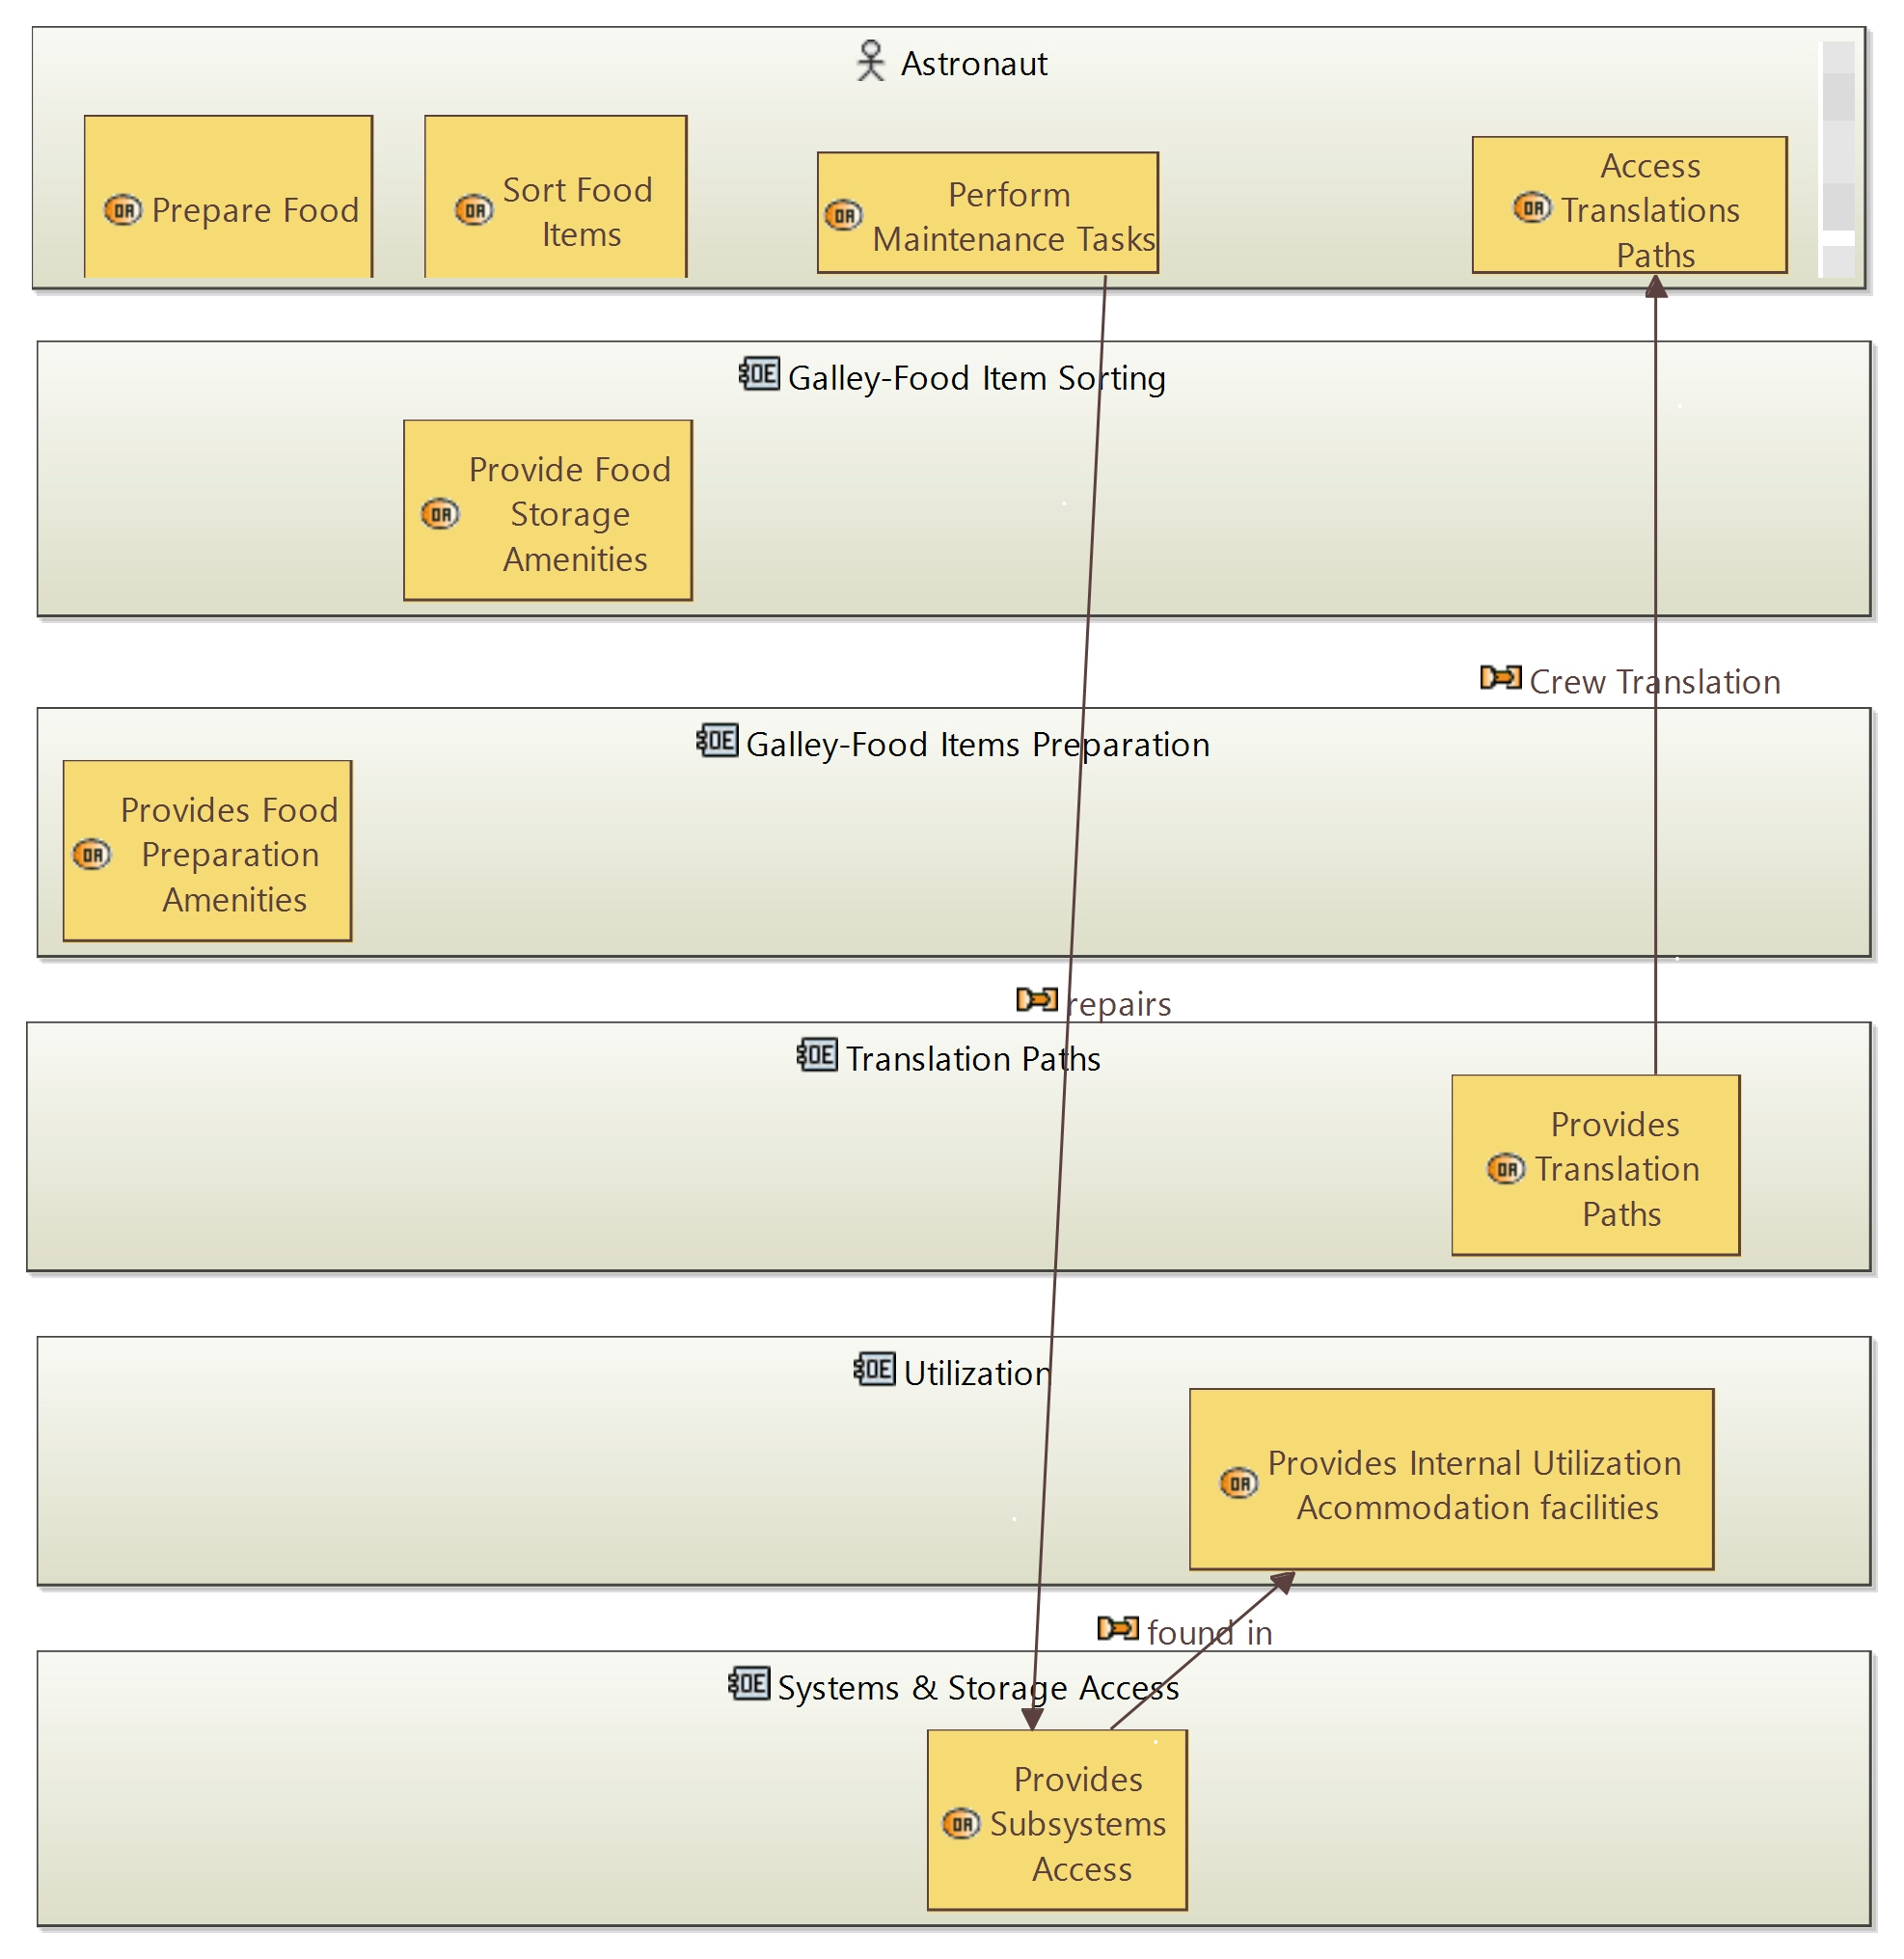 Astronaut
OA Prepare Food
OA Sort Food
Items
OA Perform
Maintenance Tasks
OA Access
Translations
Paths
OE Galley-Food Item Sorting
OA Provide Food
Storage
Amenities
Crew Translation
OE Galley-Food Items Preparation
OA Provides Food
Preparation
Amenities
repairs
OE Translation Paths
OA Provides
Translation
Paths
OE Utilization
OA Provides Internal Utilization
Acommodation facilities
found in
OE Systems & Storage Access
OA Provides
Subsystems
Access